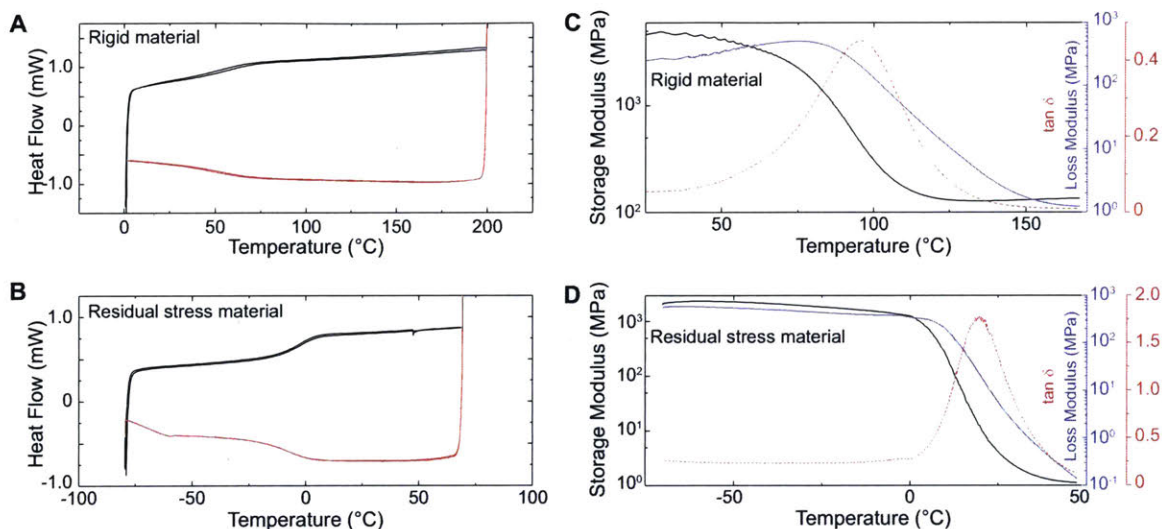 A
Rigid material
Heat Flow (mW)
1.0
0
1.0
0
50
100
150
200
Temperature (°C)
B
Residual stress material
Heat Flow (mW)
1.0
0
-1.0
-100
-50
0
50
100
Temperature (°C)
C
Rigid material
Storage Modulus (MPa)
10³
10²
50
75
100
150
Temperature (°C)
tan δ
Loss Modulus (MPa)
10³
10²
10¹
10⁰
0.4
0.2
0
D
Residual stress material
Storage Modulus (MPa)
10³
10²
10¹
10⁰
-50
0
50
Temperature (°C)
tan δ
Loss Modulus (MPa)
10³
10²
10¹
10⁰
10⁻¹
2.0
1.8
1.0
1.8
0